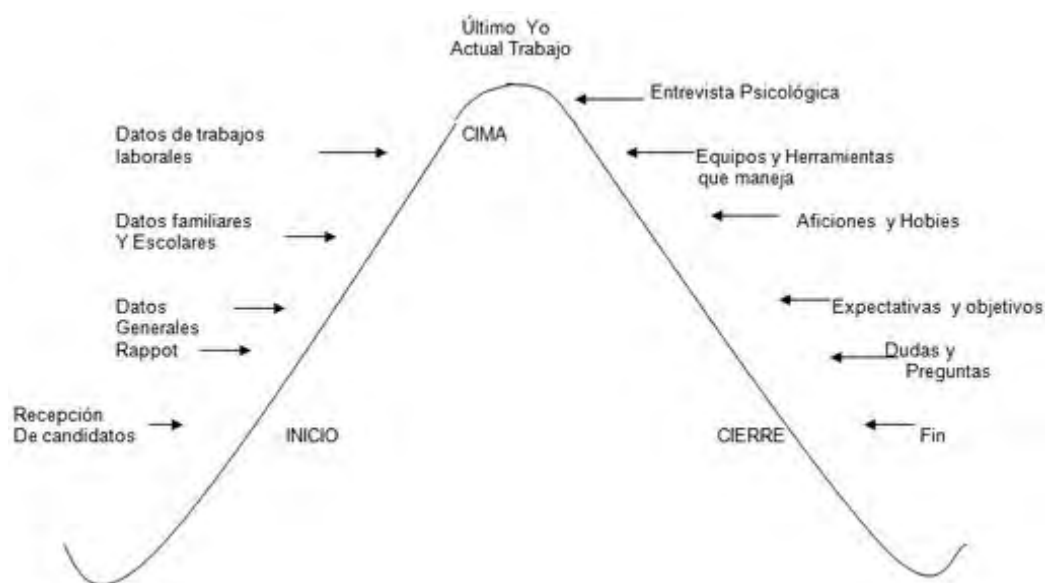 Último Yo
Actual Trabajo
Entrevista Psicológica
CIMA
Datos de trabajos
laborales
Equipos y Herramientas
que maneja
Datos familiares
Y Escolares
Aficiones y Hobies
Datos
Generales
Rappot
Expectativas y objetivos
Dudas y
Preguntas
Recepción
De candidatos
INICIO
CIERRE
Fin